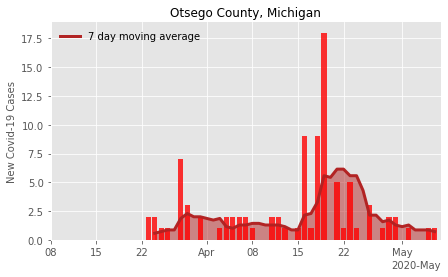 Otsego County, Michigan
7 day moving average
New Covid-19 Cases
17.5
15.0
12.5
10.0
7.5
5.0
2.5
0.0
08 15 22 Apr 08 15 22 May
2020-May